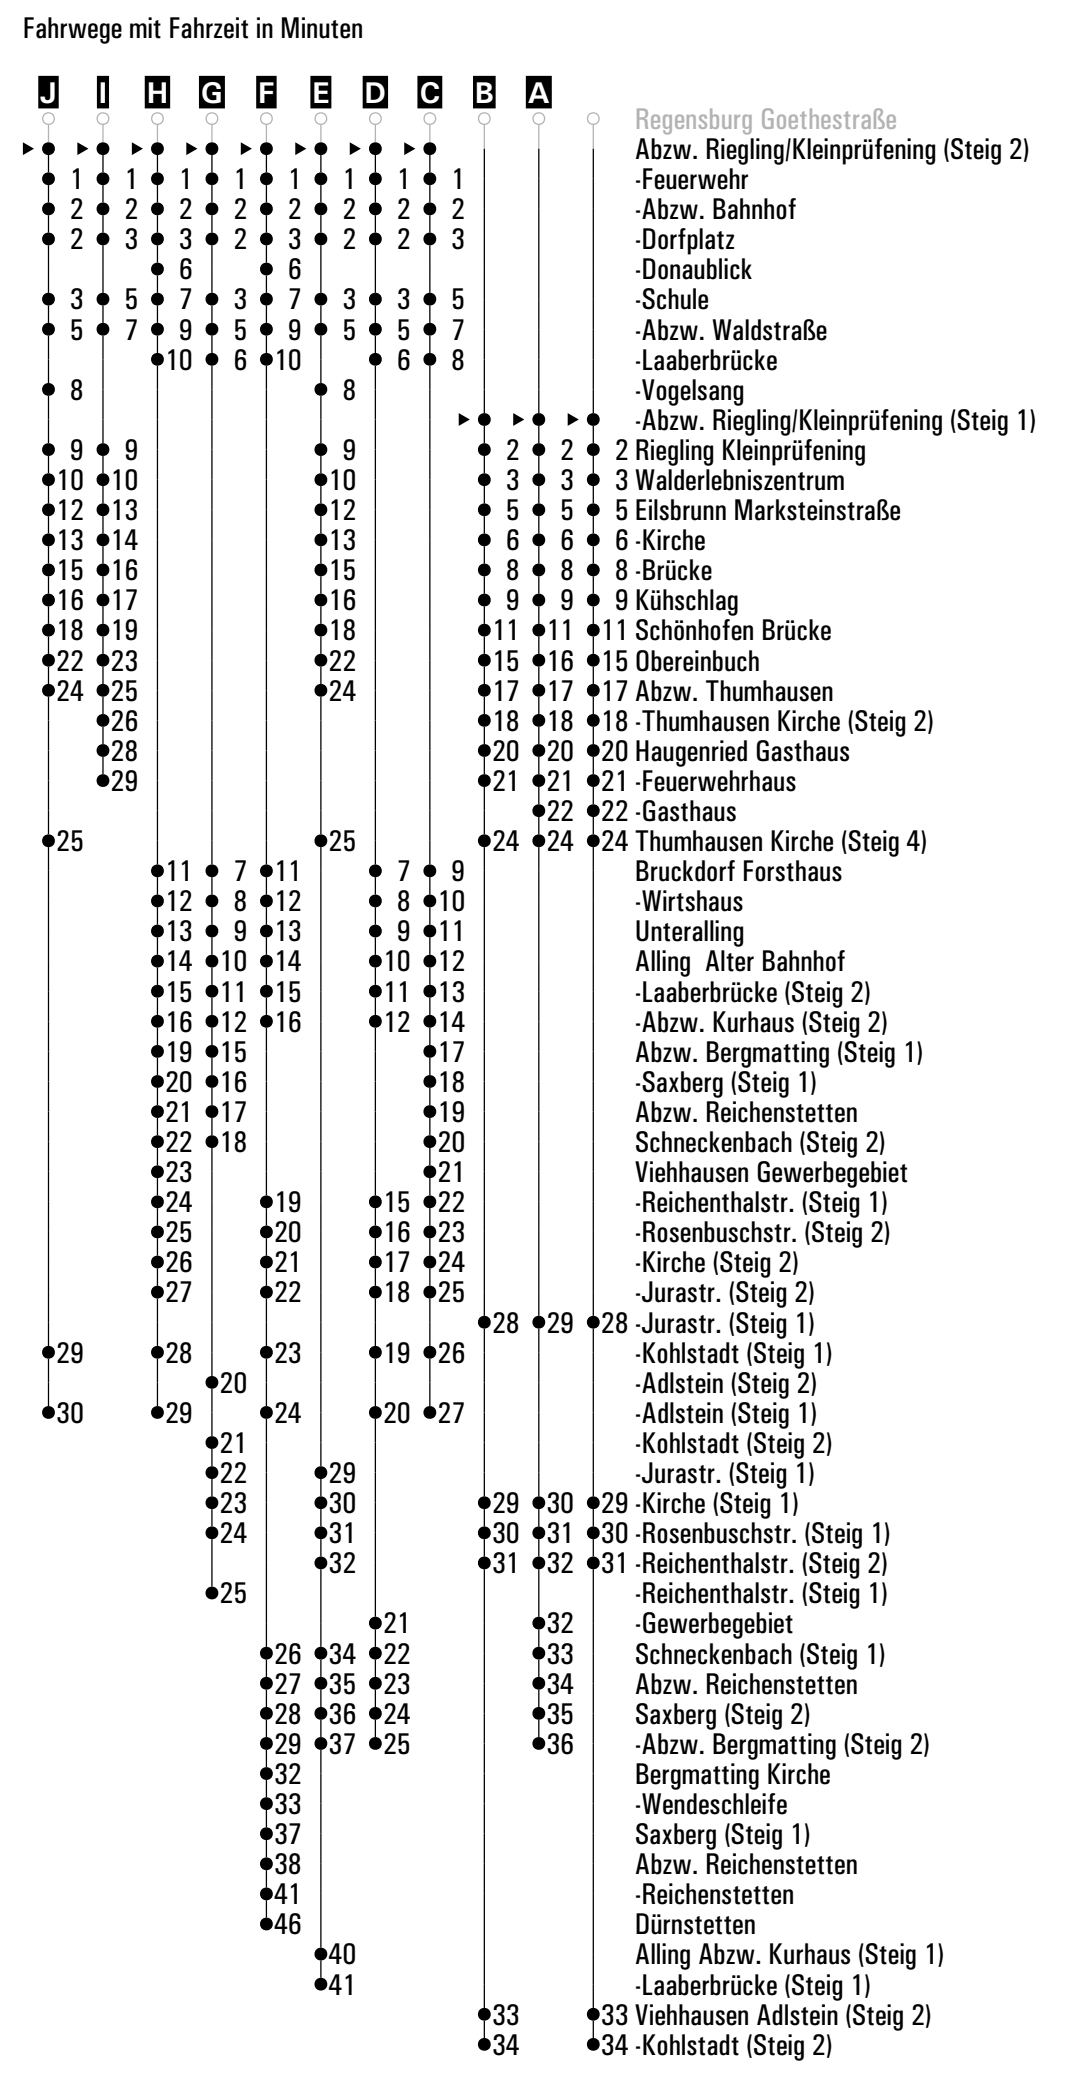 Fahrwege mit Fahrzeit in Minuten
J I H G F E D C B A
Regensburg Goethestraße
Abzw. Riegling/Kleinprüfening (Steig 2)
1 1 1 1 1 1 1 1 -Feuerwehr
2 2 2 2 2 2 2 2 -Abzw. Bahnhof
2 3 3 2 3 2 2 3 -Dorfplatz
6 6 -Donaublick
3 5 7 3 7 3 3 5 -Schule
5 7 9 5 9 5 5 7 -Abzw. Waldstraße
10 6 10 6 8 -Laaberbrücke
8 8 -Vogelsang
-Abzw. Riegling/Kleinprüfening (Steig 1)
9 9 9 2 2 2 Riegling Kleinprüfening
10 10 10 3 3 3 Walderlebniszentrum
12 13 12 5 5 5 Eilsbrunn Marksteinstraße
13 14 13 6 6 6 -Kirche
15 16 15 8 8 8 -Brücke
16 17 16 9 9 9 Kühschlag
18 19 18 11 11 11 Schönhofen Brücke
22 23 22 15 16 15 Obereinbuch
24 25 24 17 17 17 Abzw. Thumhausen
26 18 18 18 -Thumhausen Kirche (Steig 2)
28 20 20 20 Haugenried Gasthaus
29 21 21 21 -Feuerwehrhaus
22 22 -Gasthaus
25 25 24 24 24 Thumhausen Kirche (Steig 4)
11 7 11 7 9 Bruckdorf Forsthaus
12 8 12 8 10 -Wirtshaus
13 9 13 9 11 Unteralling
14 10 14 10 12 Alling Alter Bahnhof
15 11 15 11 13 -Laaberbrücke (Steig 2)
16 12 16 12 14 -Abzw. Kurhaus (Steig 2)
19 15 17 Abzw. Bergmatting (Steig 1)
20 16 18 -Saxberg (Steig 1)
21 17 19 Abzw. Reichenstetten
22 18 20 Schneckenbach (Steig 2)
23 21 Viehhausen Gewerbegebiet
24 19 15 22 -Reichenthalstr. (Steig 1)
25 20 16 23 -Rosenbuschstr. (Steig 2)
26 21 17 24 -Kirche (Steig 2)
27 22 18 25 -Jurastr. (Steig 2)
28 29 28 -Jurastr. (Steig 1)
29 28 23 19 26 -Kohlstadt (Steig 1)
20 -Adlstein (Steig 2)
30 29 24 20 27 -Adlstein (Steig 1)
21 -Kohlstadt (Steig 2)
22 29 -Jurastr. (Steig 1)
23 30 29 30 29 -Kirche (Steig 1)
24 31 30 31 30 -Rosenbuschstr. (Steig 1)
32 31 32 31 -Reichenthalstr. (Steig 2)
25 -Reichenthalstr. (Steig 1)
21 32 -Gewerbegebiet
26 34 22 33 Schneckenbach (Steig 1)
27 35 23 34 Abzw. Reichenstetten
28 36 24 35 Saxberg (Steig 2)
29 37 25 36 -Abzw. Bergmatting (Steig 2)
32 Bergmatting Kirche
33 -Wendeschleife
37 Saxberg (Steig 1)
38 Abzw. Reichenstetten
41 -Reichenstetten
46 Dürnstetten
40 Alling Abzw. Kurhaus (Steig 1)
41 -Laaberbrücke (Steig 1)
33 33 Viehhausen Adlstein (Steig 2)
34 34 -Kohlstadt (Steig 2)